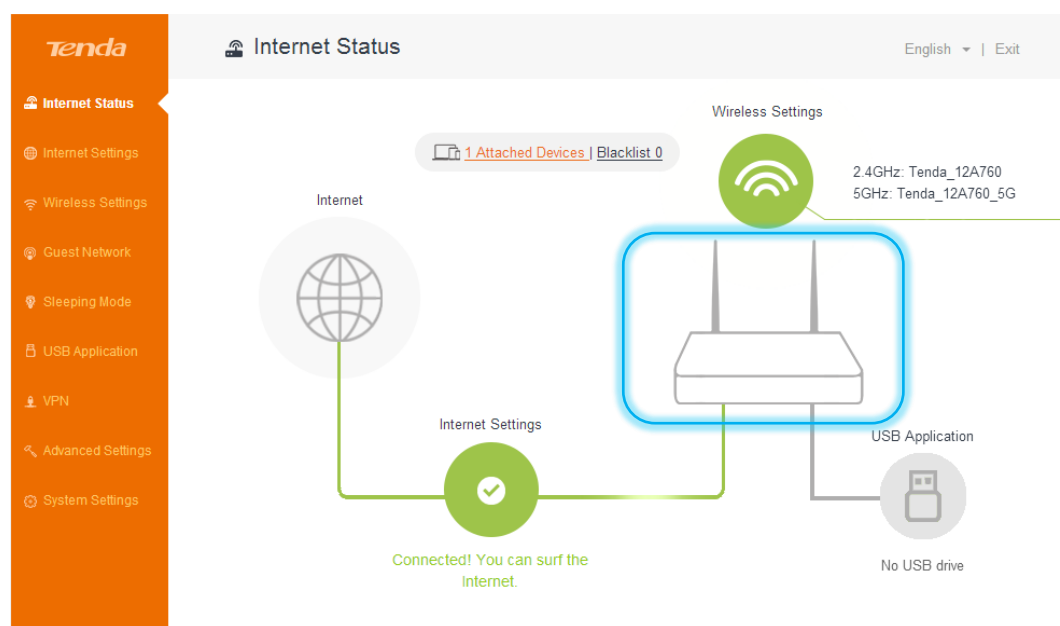 Tenda
Internet Status
English | Exit
Internet Status
Internet Settings
Wireless Settings
Guest Network
Sleeping Mode
USB Application
VPN
Advanced Settings
System Settings
Wireless Settings
1 Attached Devices | Blacklist 0
2.4GHz: Tenda_12A760
5GHz: Tenda_12A760_5G
Internet
Internet Settings
USB Application
Connected! You can surf the
Internet.
No USB drive